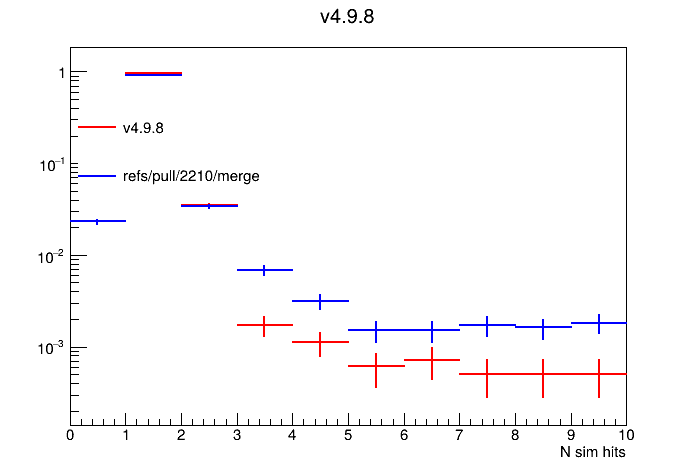 v4.9.8
1
v4.9.8
10⁻¹
refs/pull/2210/merge
10⁻²
10⁻³
0 1 2 3 4 5 6 7 8 9 10
N sim hits